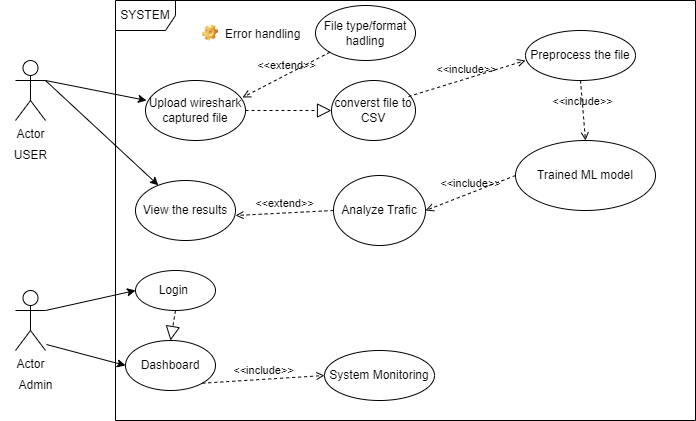 SYSTEM
Error handling
File type/format
hadling
<<extend>>
<<include>>
Preprocess the file
Upload wireshark
captured file
converst file to
CSV
<<include>>
Actor
USER
Trained ML model
<<include>>
View the results
<<extend>>
Analyze Trafic
Login
Actor
Admin
Dashboard
<<include>>
System Monitoring